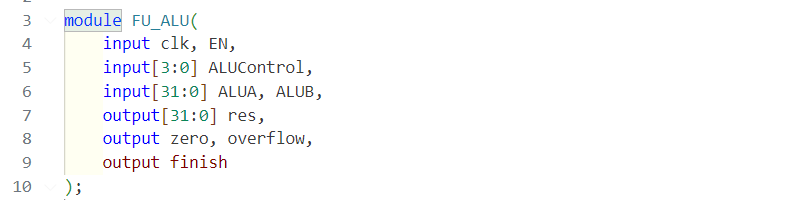 3 module FU_ALU(
4 input clk, EN,
5 input[3:0] ALUControl,
6 input[31:0] ALUA, ALUB,
7 output[31:0] res,
8 output zero, overflow,
9 output finish
10 );